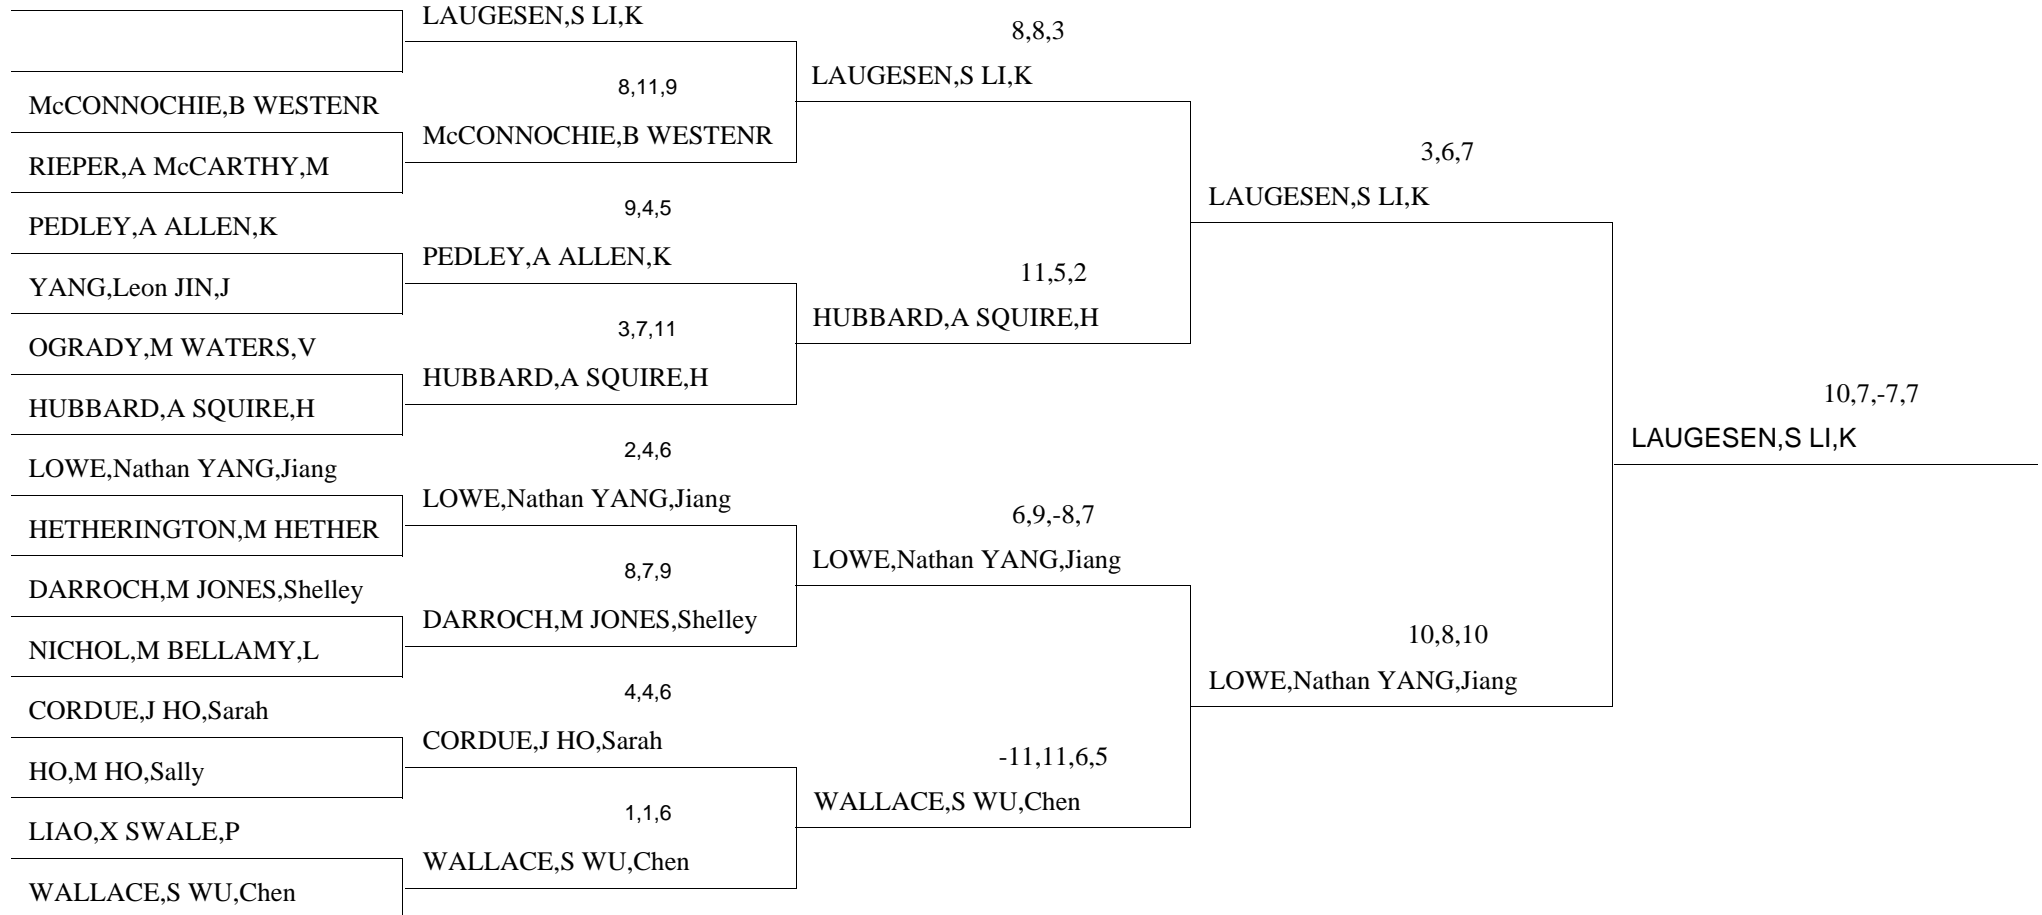 LAUGESEN,S LI,K
McCONNOCHIE,B WESTENR
8,11,9
McCONNOCHIE,B WESTENR
RIEPER,A McCARTHY,M
PEDLEY,A ALLEN,K
9,4,5
PEDLEY,A ALLEN,K
YANG,Leon JIN,J
OGRADY,M WATERS,V
3,7,11
HUBBARD,A SQUIRE,H
HUBBARD,A SQUIRE,H
LOWE,Nathan YANG,Jiang
2,4,6
LOWE,Nathan YANG,Jiang
HETHERINGTON,M HETHER
DARROCH,M JONES,Shelley
8,7,9
DARROCH,M JONES,Shelley
NICHOL,M BELLAMY,L
CORDUE,J HO,Sarah
4,4,6
CORDUE,J HO,Sarah
HO,M HO,Sally
LIAO,X SWALE,P
1,1,6
WALLACE,S WU,Chen
WALLACE,S WU,Chen
8,8,3
LAUGESEN,S LI,K
11,5,2
HUBBARD,A SQUIRE,H
6,9,-8,7
LOWE,Nathan YANG,Jiang
-11,11,6,5
WALLACE,S WU,Chen
3,6,7
LAUGESEN,S LI,K
10,8,10
LOWE,Nathan YANG,Jiang
10,7,-7,7
LAUGESEN,S LI,K